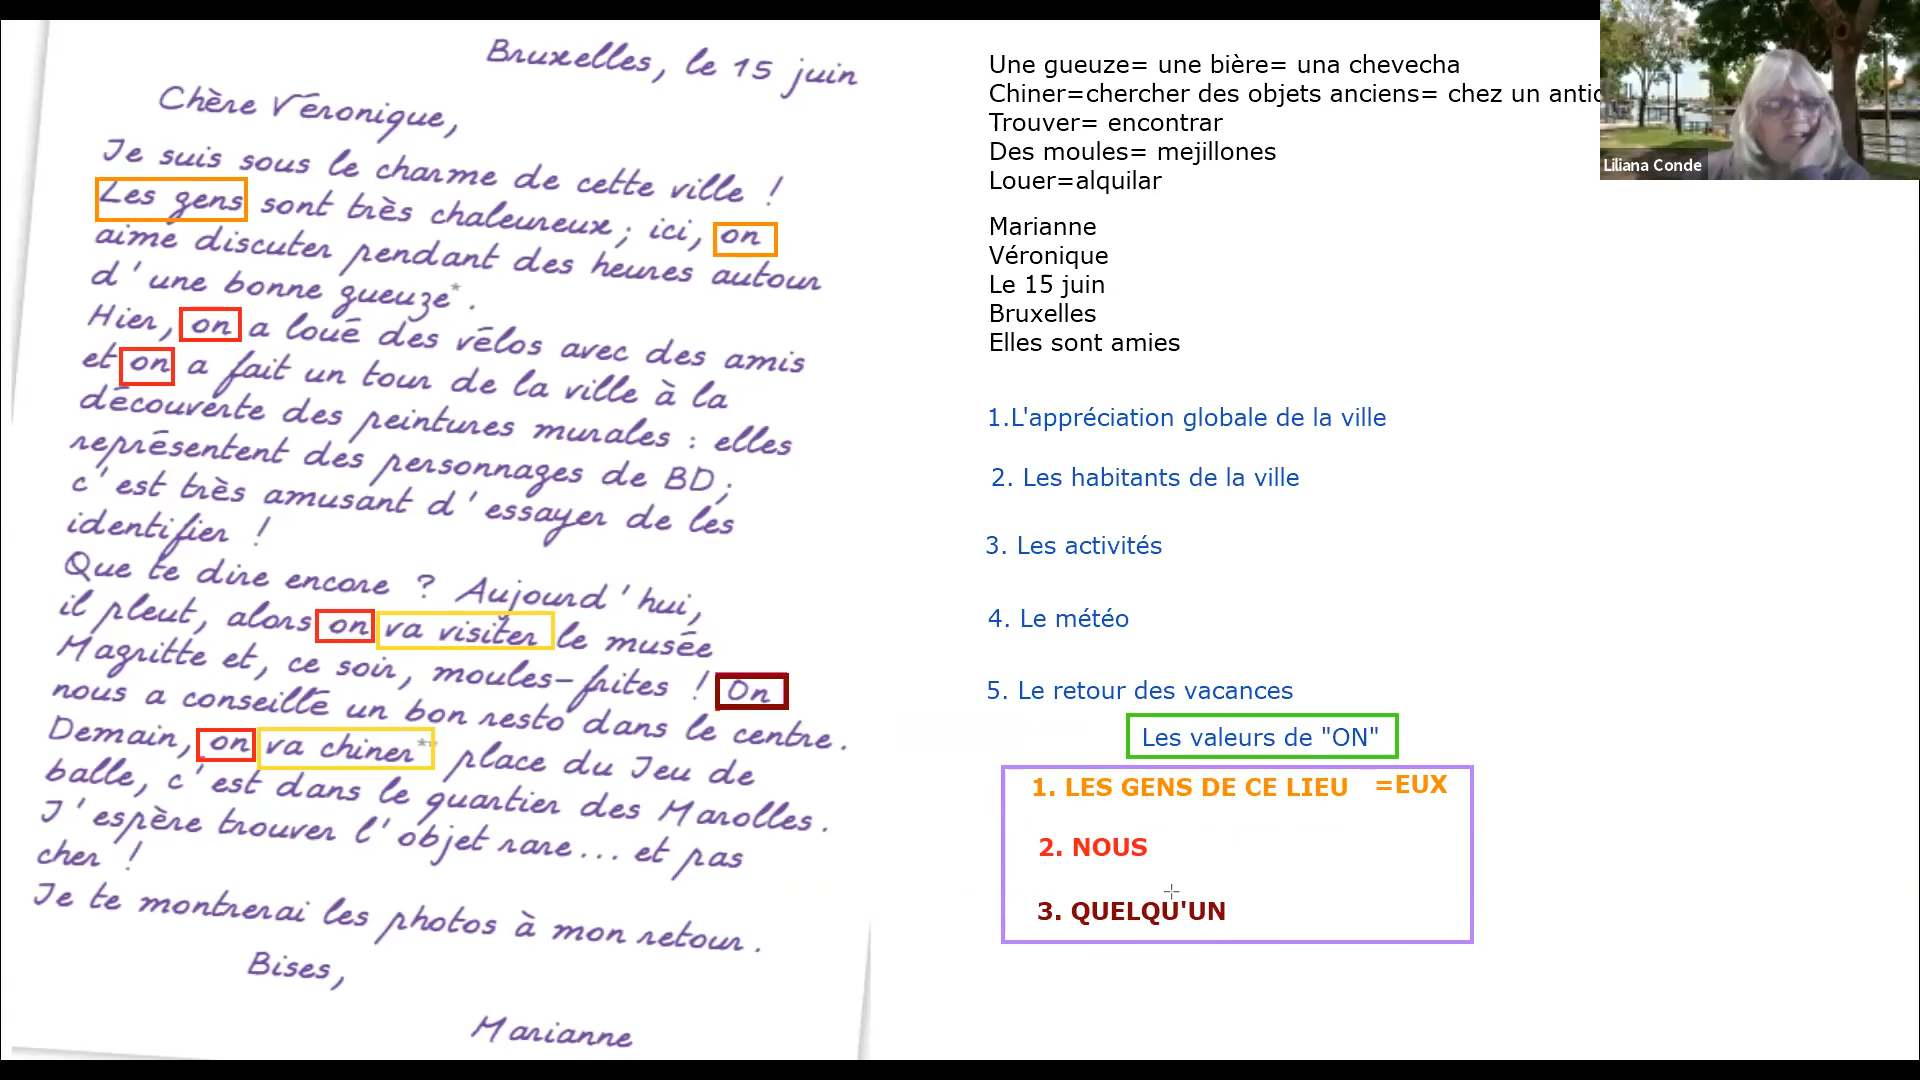 Bruxelles, le 15 juin
Chère Véronique,
Je suis sous le charme de cette ville !
Les gens sont très chaleureux ; ici, on
aime discuter pendant des heures autour
d'une bonne gueuze*.
Hier, on a loué des vélos avec des amis
et on a fait un tour de la ville à la
découverte des peintures murales : elles
représentent des personnages de BD ;
c'est très amusant d'essayer de les
identifier !
Que te dire encore ? Aujourd'hui,
il pleut, alors on va visiter le musée
Magritte et, ce soir, moules-frites ! On
nous a conseillé un bon resto dans le centre.
Demain, on va chiner** place du Jeu de
balle, c'est dans le quartier des Marolles.
J'espère trouver l'objet rare... et pas
cher !
Je te montrerai les photos à mon retour.
Bises,
Marianne
Une gueuze= une bière= una chevecha
Chiner=chercher des objets anciens= chez un
Trouver= encontrar
Des moules= mejillones
Louer=alquilar
Marianne
Véronique
Le 15 juin
Bruxelles
Elles sont amies
1.L'appréciation globale de la ville
2. Les habitants de la ville
3. Les activités
4. Le météo
5. Le retour des vacances
Les valeurs de "ON"
1. LES GENS DE CE LIEU =EUX
2. NOUS
3. QUELQU'UN
Liliana Conde